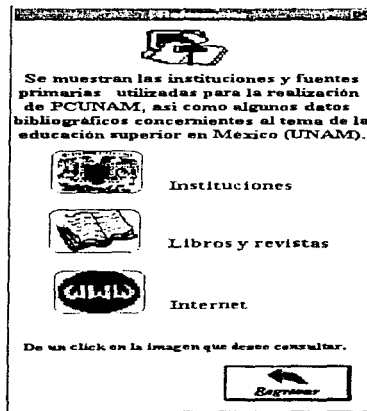 Se muestran las instituciones y fuentes
primarias utilizadas para la realización
de PCUNAM, asi como algunos datos
bibliográficos concernientes al tema de la
educación superior en México (UNAM).
Instituciones
Libros y revistas
WWW
Internet
De un click en la imagen que desee consultar.
Regresar